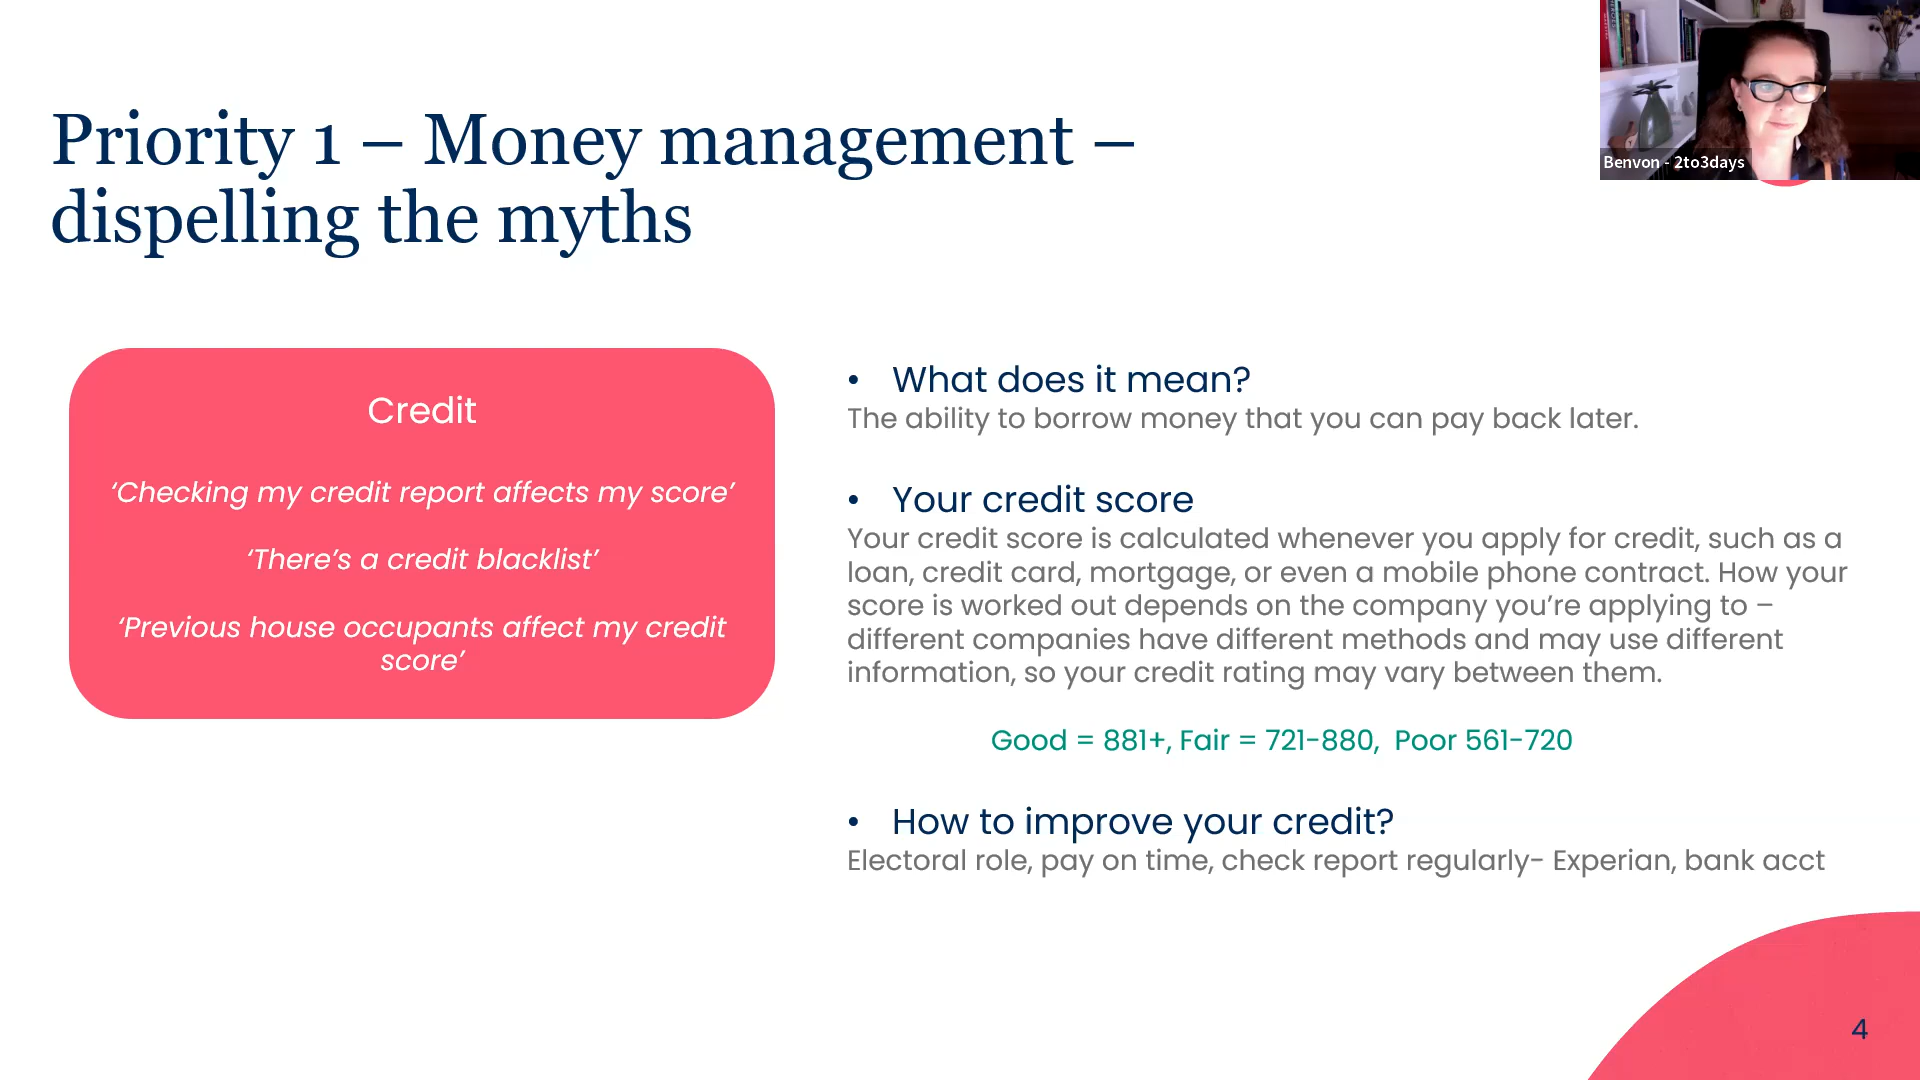 Priority 1 – Money management –
dispelling the myths
Benvon - 2to3days
Credit
‘Checking my credit report affects my score’
‘There’s a credit blacklist’
‘Previous house occupants affect my credit
score’
• What does it mean?
The ability to borrow money that you can pay back later.
• Your credit score
Your credit score is calculated whenever you apply for credit, such as a
loan, credit card, mortgage, or even a mobile phone contract. How your
score is worked out depends on the company you’re applying to –
different companies have different methods and may use different
information, so your credit rating may vary between them.
Good = 881+, Fair = 721-880,  Poor 561-720
• How to improve your credit?
Electoral role, pay on time, check report regularly- Experian, bank acct
4